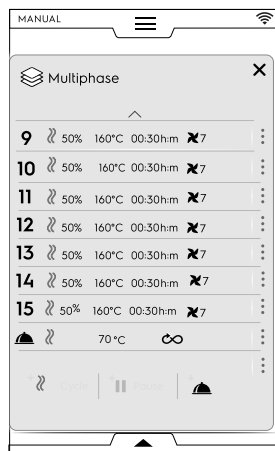 MANUAL
Multiphase
9 50% 160°C 00:30h:m 7
10 50% 160°C 00:30h:m 7
11 50% 160°C 00:30h:m 7
12 50% 160°C 00:30h:m 7
13 50% 160°C 00:30h:m 7
14 50% 160°C 00:30h:m 7
15 50% 160°C 00:30h:m 7
70°C
Cycle Pause